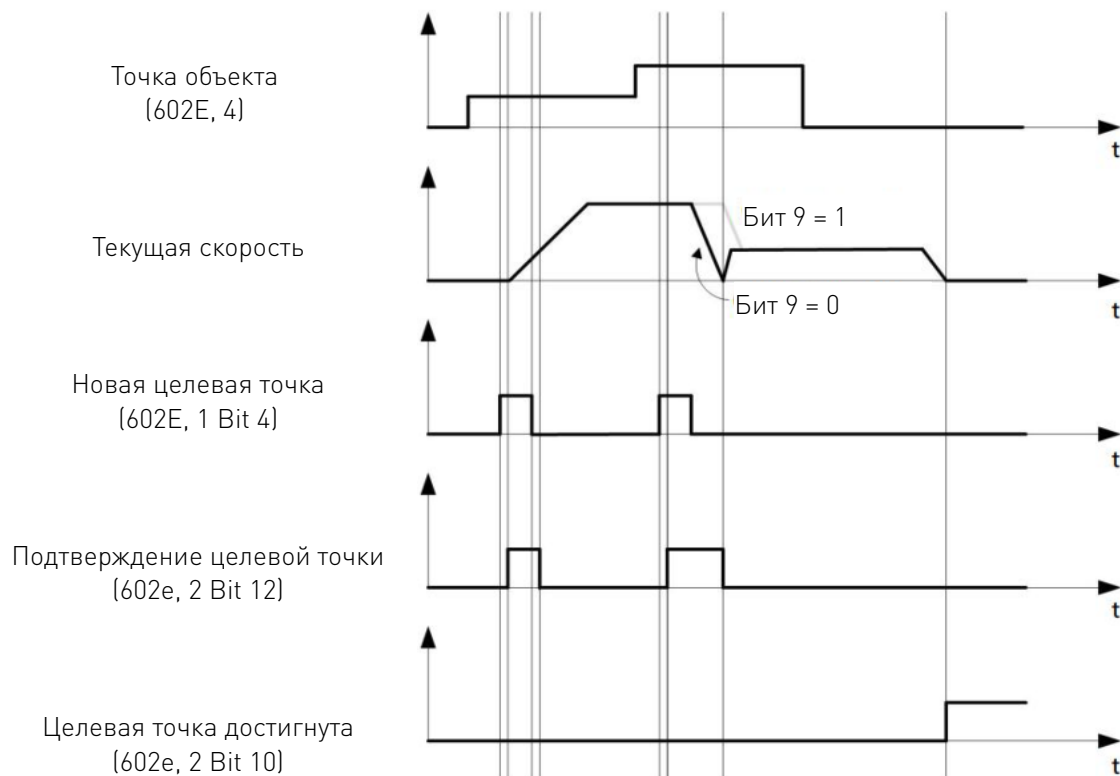 Точка объекта
(602E, 4)
t
Текущая скорость
Бит 9 = 1
Бит 9 = 0
t
Новая целевая точка
(602E, 1 Bit 4)
t
Подтверждение целевой точки
(602e, 2 Bit 12)
t
Целевая точка достигнута
(602e, 2 Bit 10)
t